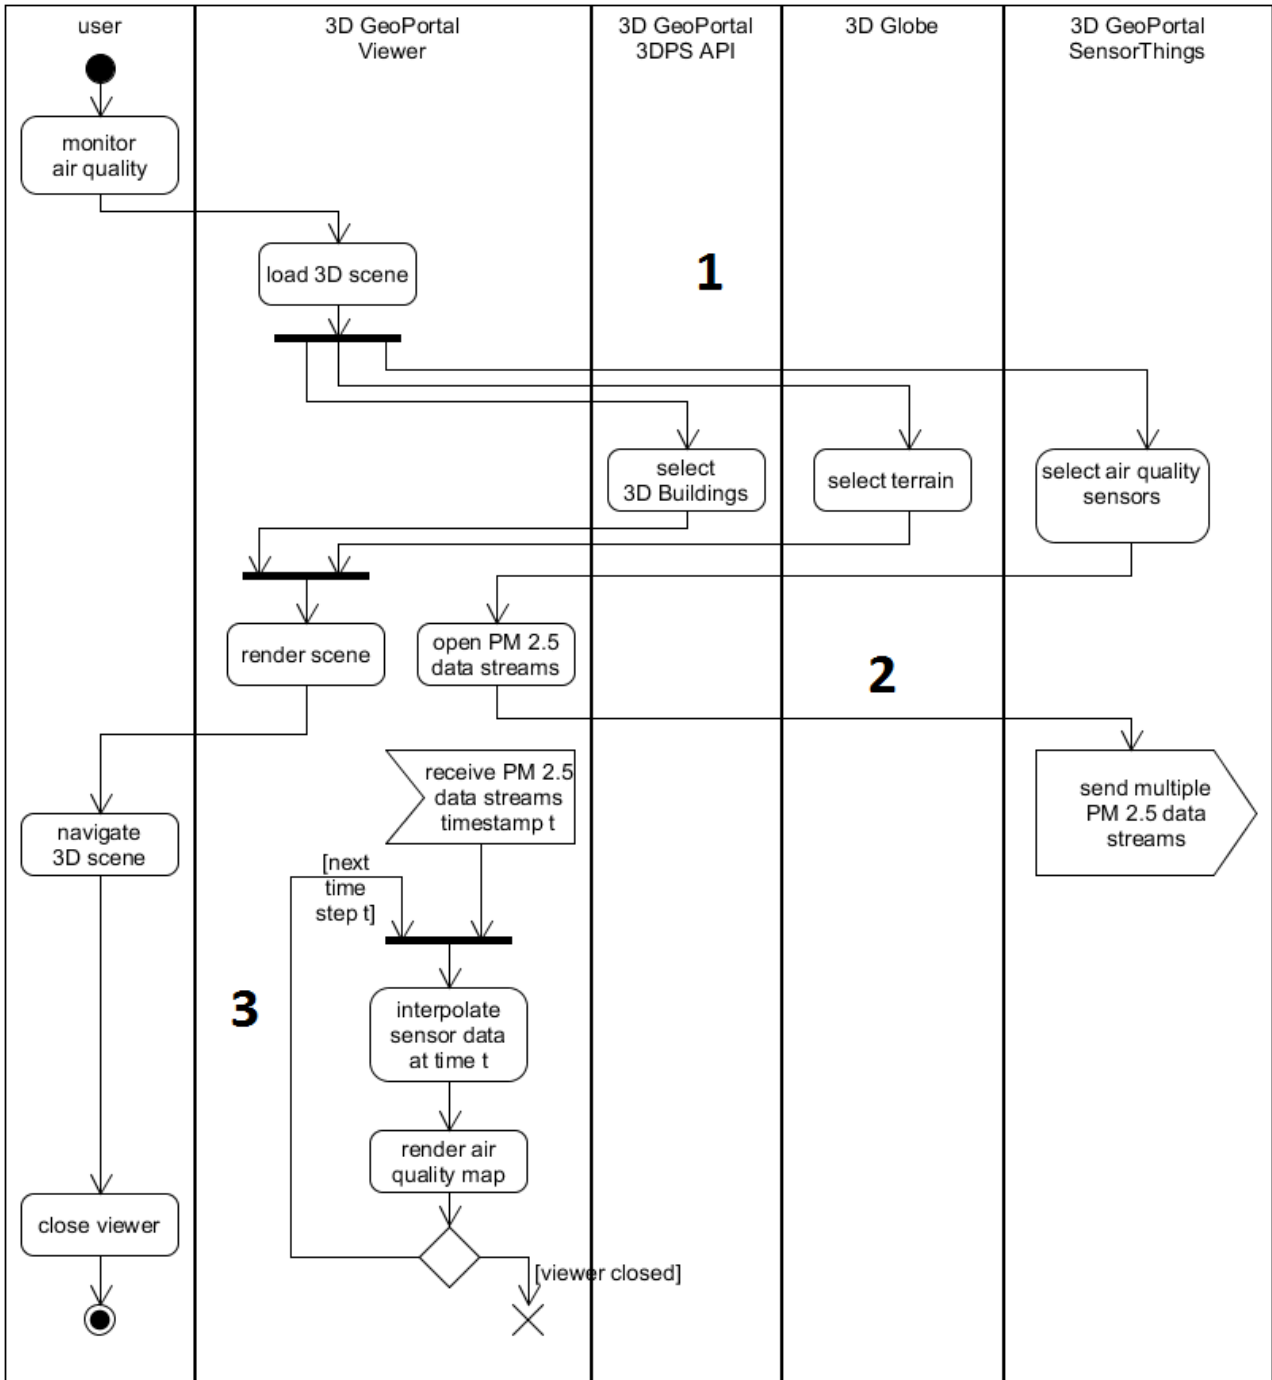 user
3D GeoPortal
Viewer
3D GeoPortal
3DPS API
3D Globe
3D GeoPortal
SensorThings
monitor
air quality
load 3D scene
1
select
3D Buildings
select terrain
select air quality
sensors
render scene
open PM 2.5
data streams
2
receive PM 2.5
data streams
timestamp t
send multiple
PM 2.5 data
streams
navigate
3D scene
[next
time
step t]
3
interpolate
sensor data
at time t
render air
quality map
close viewer
[viewer closed]